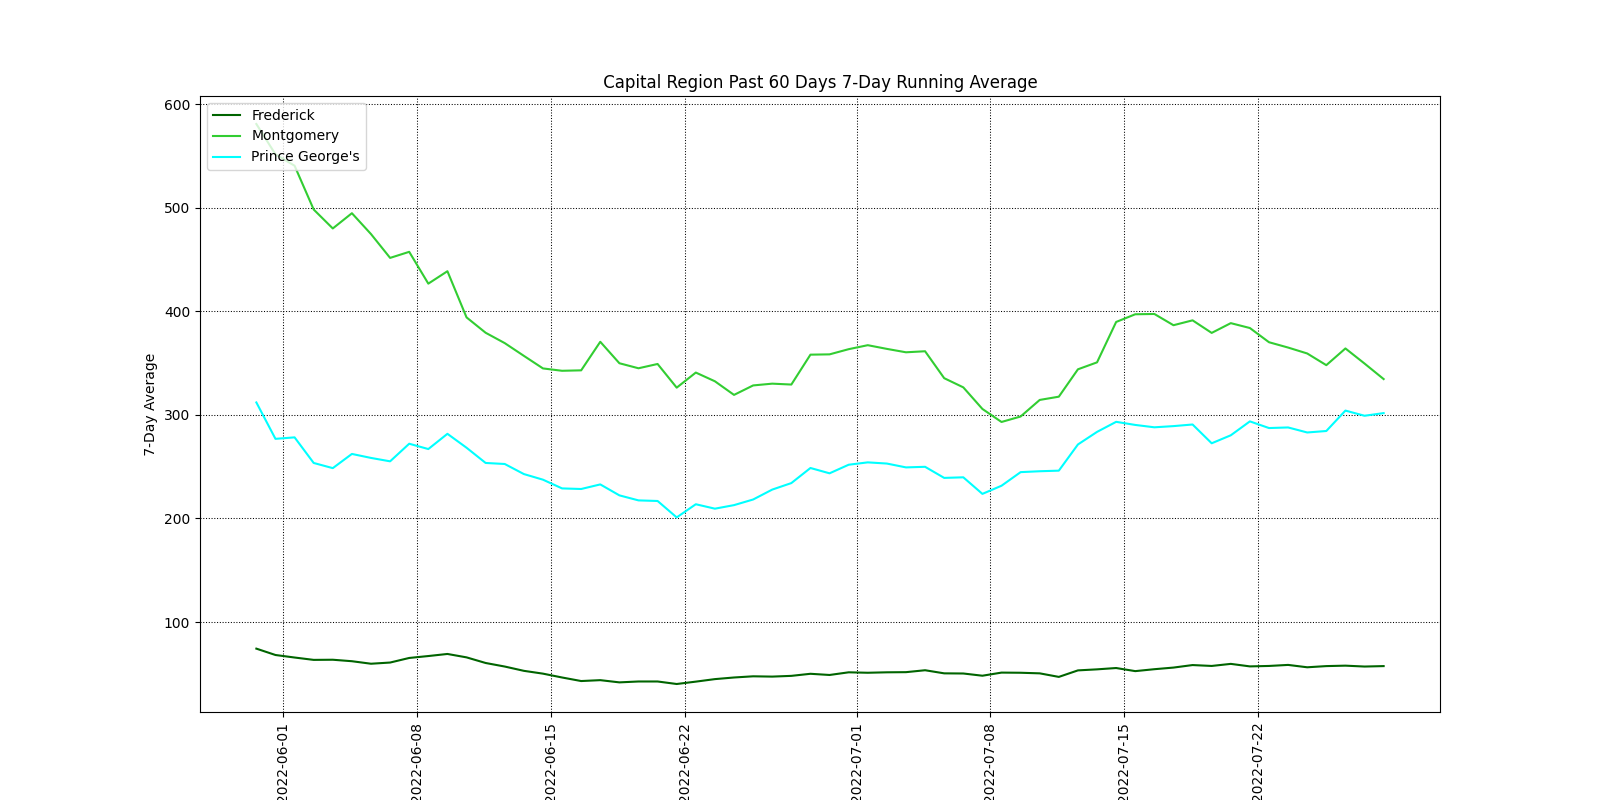 Capital Region Past 60 Days 7-Day Running Average
Frederick
Montgomery
Prince George's
600
500
400
300
200
100
7-Day Average
2022-06-01
2022-06-08
2022-06-15
2022-06-22
2022-07-01
2022-07-08
2022-07-15
2022-07-22